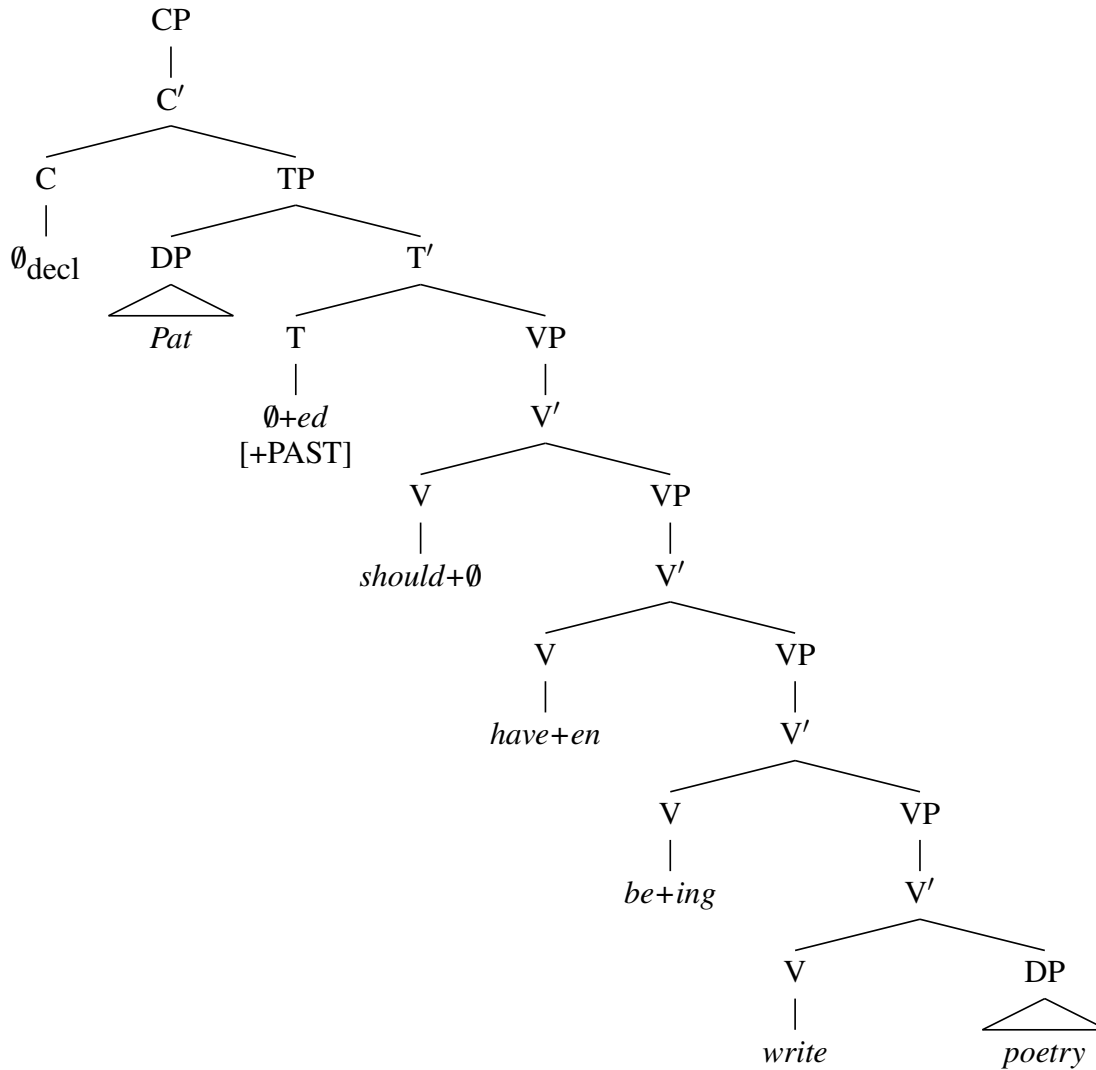 CP
C′
C TP
∅decl DP T′
Pat T VP
∅+ed V′
[+PAST]
V VP
should+∅ V′
V VP
have+en V′
V VP
be+ing V′
V DP
write poetry